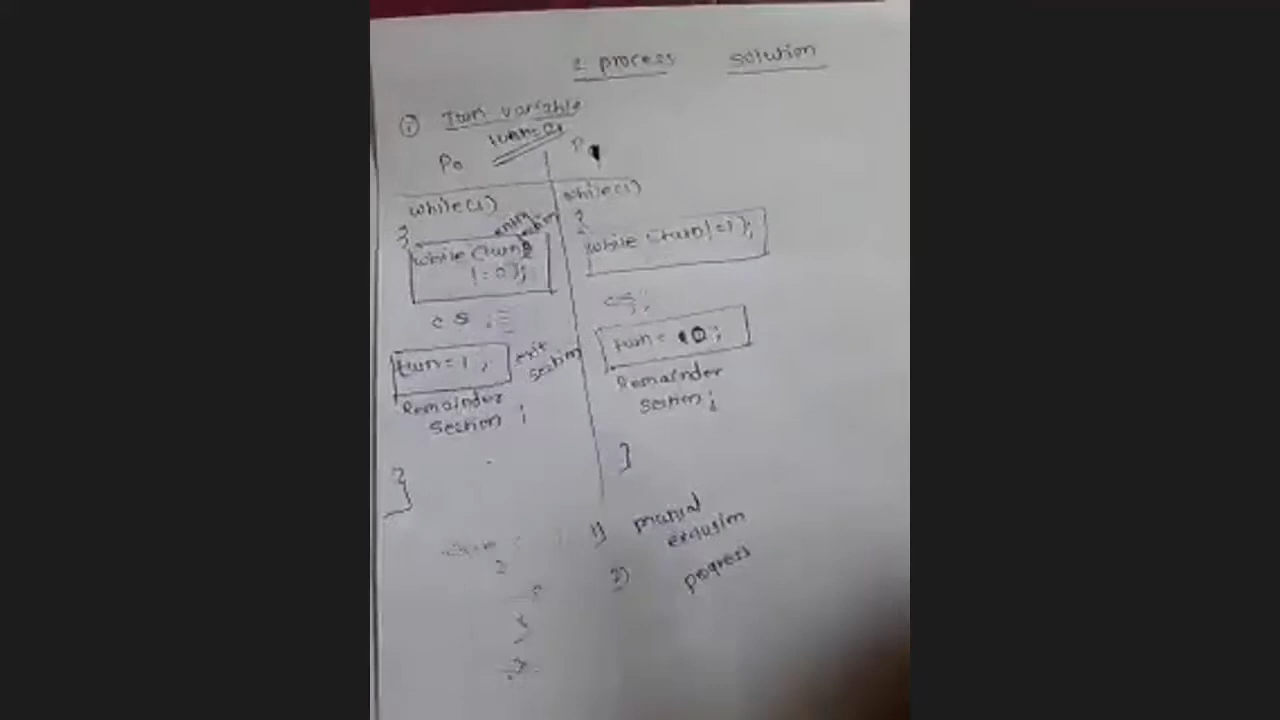 2 process solution
① Turn variable
turn=0
P0
P1
while(1)
{
entry section
while (turn
!=0);
CS ;
turn=1 ;
exit section
Remainder
Section ;
}
while(1)
{
while (turn!=1);
CS;
turn= 0 ;
Remainder
Section ;
}
1) mutual
exclusion
2) progress